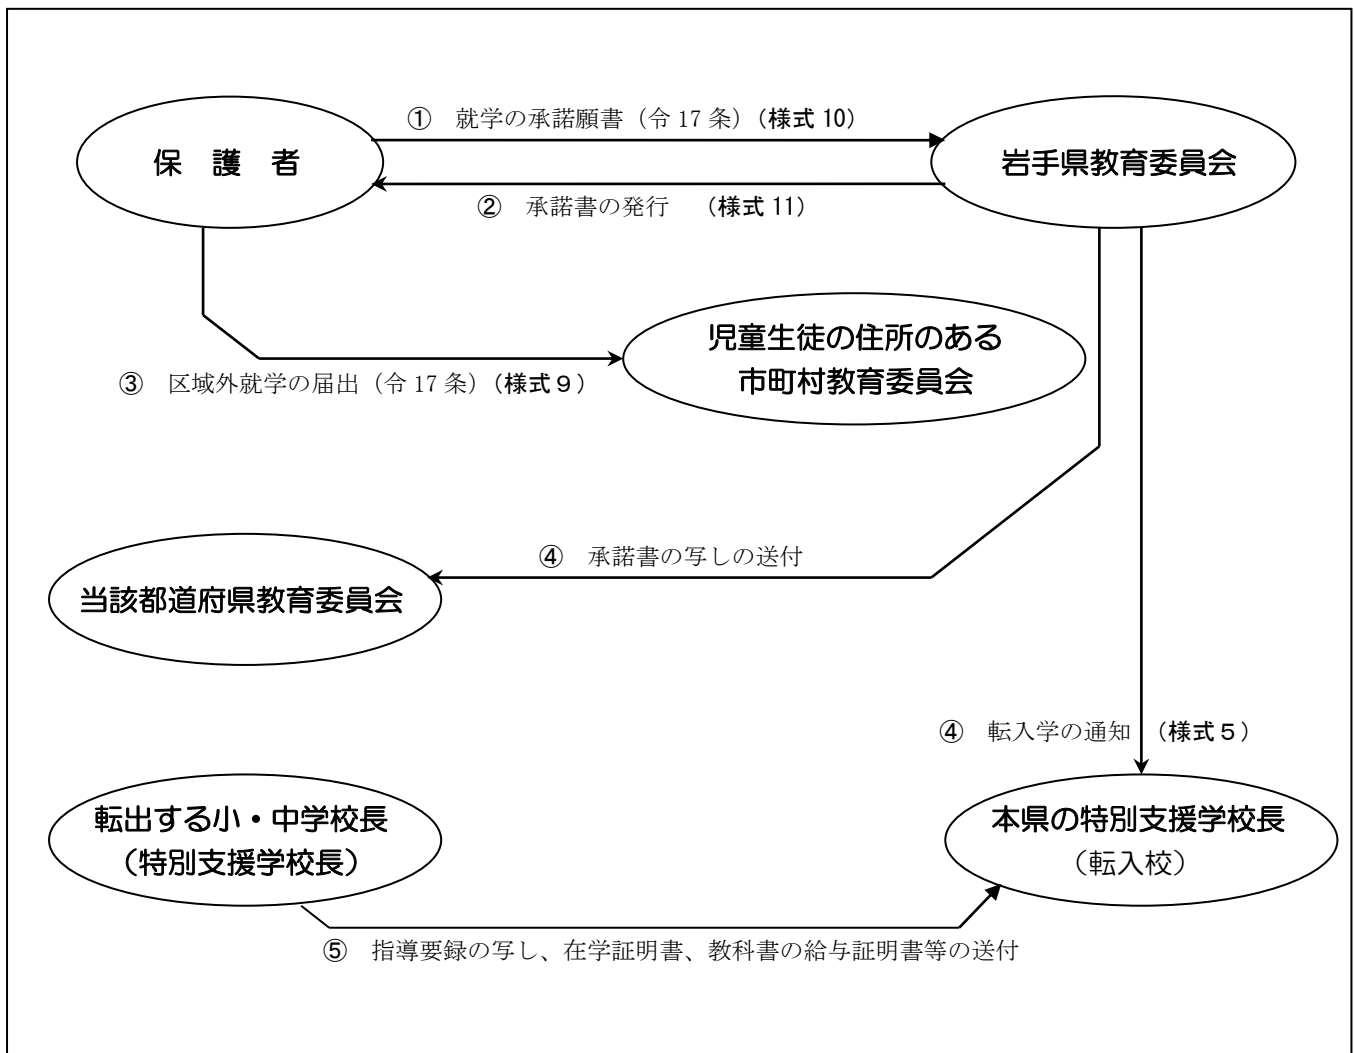 ① 就学の承諾願書（令 17 条）（様式 10）
保 護 者
岩手県教育委員会
② 承諾書の発行 （様式 11）
児童生徒の住所のある
市町村教育委員会
③ 区域外就学の届出（令 17 条）（様式９）
④ 承諾書の写しの送付
当該都道府県教育委員会
④ 転入学の通知 （様式５）
転出する小・中学校長
（特別支援学校長）
本県の特別支援学校長
（転入校）
⑤ 指導要録の写し、在学証明書、教科書の給与証明書等の送付